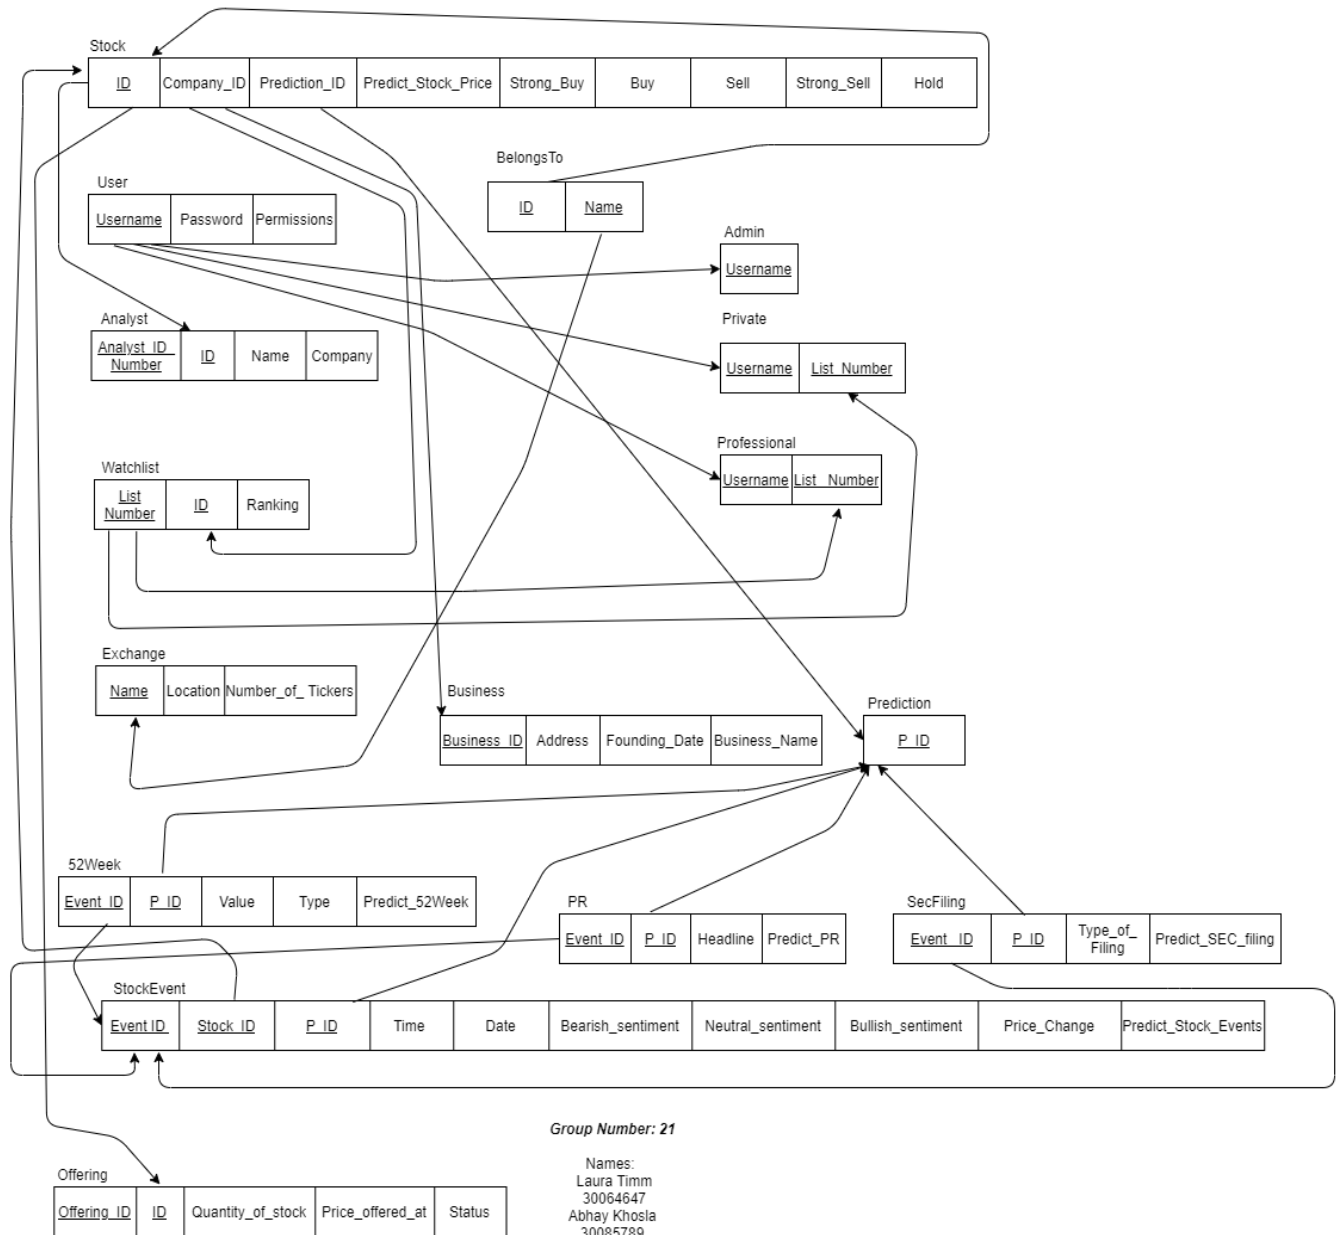 Stock
ID Company_ID Prediction_ID Predict_Stock_Price Strong_Buy Buy Sell Strong_Sell Hold
BelongsTo
ID Name
User
Username Password Permissions
Admin
Username
Analyst
Analyst_ID_
Number ID Name Company
Private
Username List_Number
Professional
Username List_Number
Watchlist
List
Number ID Ranking
Exchange
Name Location Number_of_ Tickers
Business
Business_ID Address Founding_Date Business_Name
Prediction
P_ID
52Week
Event_ID P_ID Value Type Predict_52Week
PR
Event_ID P_ID Headline Predict_PR
SecFiling
Event_ID P_ID Type_of_
Filing Predict_SEC_filing
StockEvent
Event ID Stock_ID P_ID Time Date Bearish_sentiment Neutral_sentiment Bullish_sentiment Price_Change Predict_Stock_Events
Group Number: 21
Names:
Laura Timm
30064647
Abhay Khosla
30085789
Offering
Offering_ID ID Quantity_of_stock Price_offered_at Status